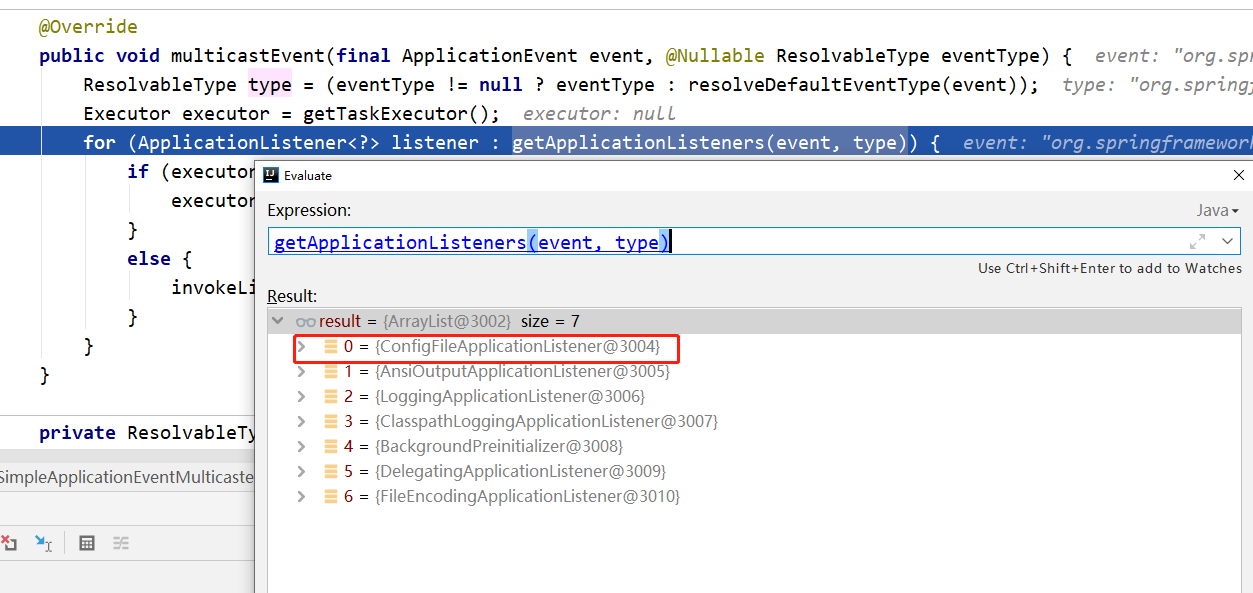 @Override
public void multicastEvent(final ApplicationEvent event, @Nullable ResolvableType eventType) { event: "org.spr
ResolvableType type = (eventType != null ? eventType : resolveDefaultEventType(event)); type: "org.springf
Executor executor = getTaskExecutor(); executor: null
for (ApplicationListener<?> listener : getApplicationListeners(event, type)) { event: "org.springframework
if (executor
executor
}
else {
invokeLi
}
}
}
private ResolvableTy
SimpleApplicationEventMulticaste
Evaluate
Expression:
Java
getApplicationListeners(event, type)
Use Ctrl+Shift+Enter to add to Watches
Result:
result = {ArrayList@3002} size = 7
0 = {ConfigFileApplicationListener@3004}
1 = {AnsiOutputApplicationListener@3005}
2 = {LoggingApplicationListener@3006}
3 = {ClasspathLoggingApplicationListener@3007}
4 = {BackgroundPreinitializer@3008}
5 = {DelegatingApplicationListener@3009}
6 = {FileEncodingApplicationListener@3010}